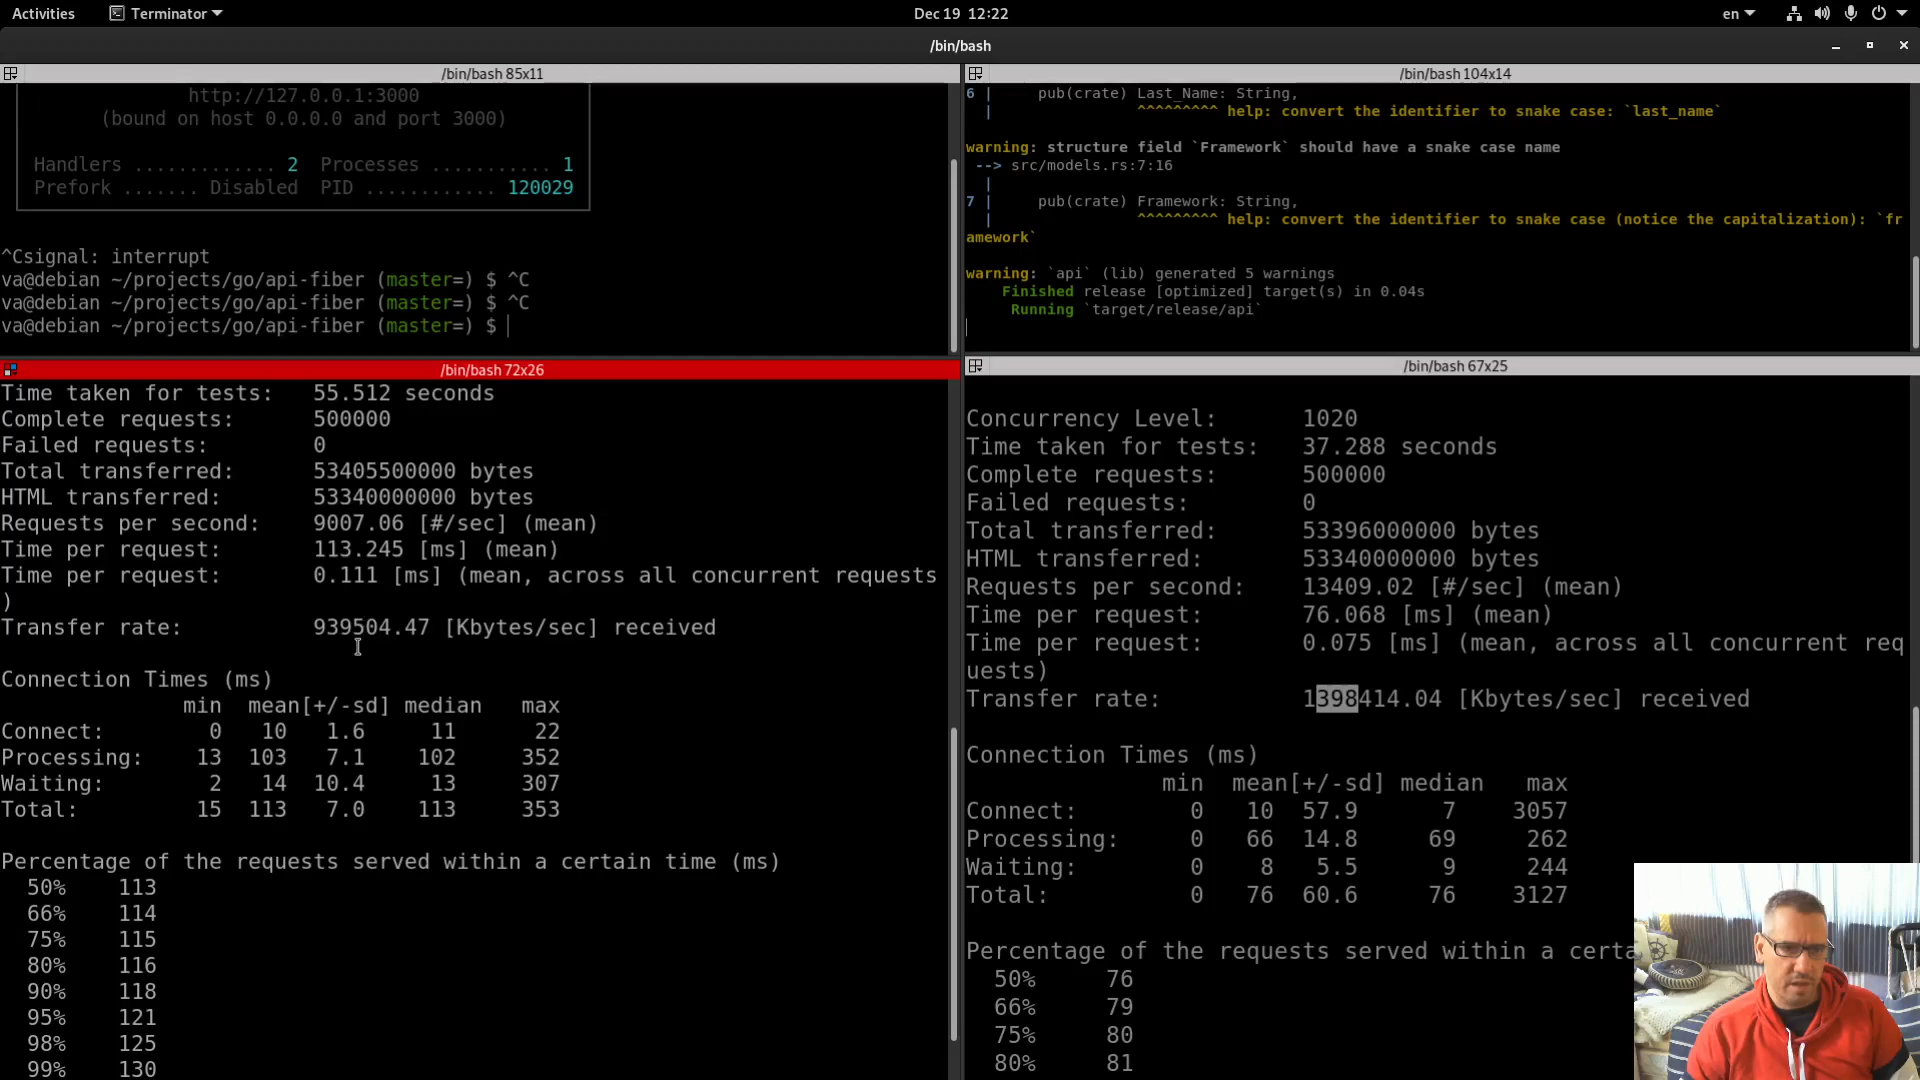 Activities
Terminator
Dec 19 12:22
en
/bin/bash
/bin/bash 85x11
http://127.0.0.1:3000
(bound on host 0.0.0.0 and port 3000)
Handlers ............. 2 Processes ........... 1
Prefork ....... Disabled PID ............ 120029
^Csignal: interrupt
va@debian ~/projects/go/api-fiber (master=) $ ^C
va@debian ~/projects/go/api-fiber (master=) $ ^C
va@debian ~/projects/go/api-fiber (master=) $
/bin/bash 104x14
6 | pub(crate) Last_Name: String,
| ^^^^^^^^^ help: convert the identifier to snake case: `last_name`
warning: structure field `Framework` should have a snake case name
--> src/models.rs:7:16
|
7 | pub(crate) Framework: String,
| ^^^^^^^^^ help: convert the identifier to snake case (notice the capitalization): `fr
amework`
warning: `api` (lib) generated 5 warnings
Finished release [optimized] target(s) in 0.04s
Running `target/release/api`
/bin/bash 72x26
Time taken for tests: 55.512 seconds
Complete requests: 500000
Failed requests: 0
Total transferred: 53405500000 bytes
HTML transferred: 53340000000 bytes
Requests per second: 9007.06 [#/sec] (mean)
Time per request: 113.245 [ms] (mean)
Time per request: 0.111 [ms] (mean, across all concurrent requests
)
Transfer rate: 939504.47 [Kbytes/sec] received
Connection Times (ms)
min mean[+/-sd] median max
Connect: 0 10 1.6 11 22
Processing: 13 103 7.1 102 352
Waiting: 2 14 10.4 13 307
Total: 15 113 7.0 113 353
Percentage of the requests served within a certain time (ms)
50% 113
66% 114
75% 115
80% 116
90% 118
95% 121
98% 125
99% 130
/bin/bash 67x25
Concurrency Level: 1020
Time taken for tests: 37.288 seconds
Complete requests: 500000
Failed requests: 0
Total transferred: 53396000000 bytes
HTML transferred: 53340000000 bytes
Requests per second: 13409.02 [#/sec] (mean)
Time per request: 76.068 [ms] (mean)
Time per request: 0.075 [ms] (mean, across all concurrent req
uests)
Transfer rate: 1398414.04 [Kbytes/sec] received
Connection Times (ms)
min mean[+/-sd] median max
Connect: 0 10 57.9 7 3057
Processing: 0 66 14.8 69 262
Waiting: 0 8 5.5 9 244
Total: 0 76 60.6 76 3127
Percentage of the requests served within a certa
50% 76
66% 79
75% 80
80% 81